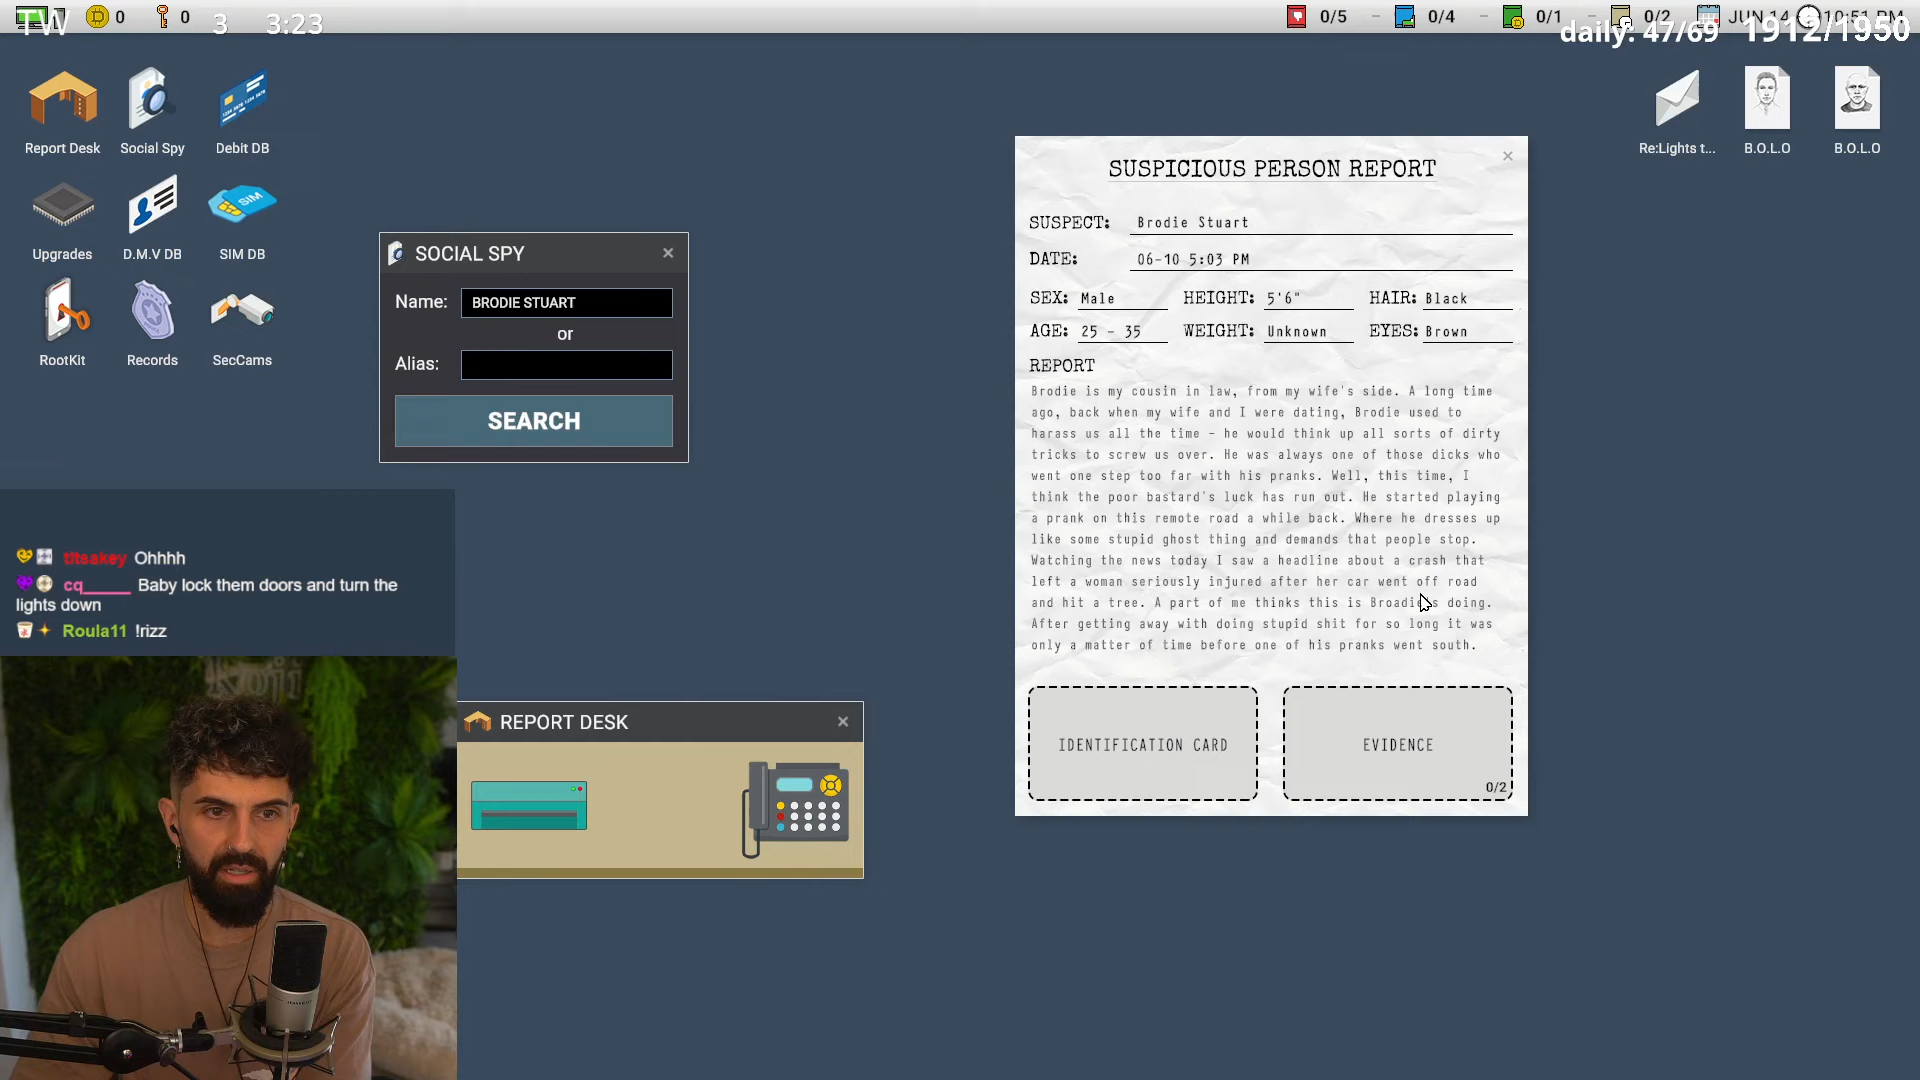 TW
0
0
3
3:23
0/5
0/4
0/1
0/2
JUN 14
10:51 PM
daily: 47/69
1912/1950
Report Desk
Social Spy
Debit DB
Upgrades
D.M.V DB
SIM DB
SIM
RootKit
Records
SecCams
Re:Lights t...
B.O.L.O
B.O.L.O
SOCIAL SPY
Name:
BRODIE STUART
or
Alias:
SEARCH
SUSPICIOUS PERSON REPORT
SUSPECT: Brodie Stuart
DATE: 06-10 5:03 PM
SEX: Male HEIGHT: 5'6" HAIR: Black
AGE: 25 - 35 WEIGHT: Unknown EYES: Brown
REPORT
Brodie is my cousin in law, from my wife's side. A long time
ago, back when my wife and I were dating, Brodie used to
harass us all the time - he would think up all sorts of dirty
tricks to screw us over. He was always one of those dicks who
went one step too far with his pranks. Well, this time, I
think the poor bastard's luck has run out. He started playing
a prank on this remote road a while back. Where he dresses up
like some stupid ghost thing and demands that people stop.
Watching the news today I saw a headline about a crash that
left a woman seriously injured after her car went off road
and hit a tree. A part of me thinks this is Broadie's doing.
After getting away with doing stupid shit for so long it was
only a matter of time before one of his pranks went south.
IDENTIFICATION CARD
EVIDENCE
0/2
titsakey Ohhhh
cq______ Baby lock them doors and turn the
lights down
Roula11 !rizz
Koji
REPORT DESK